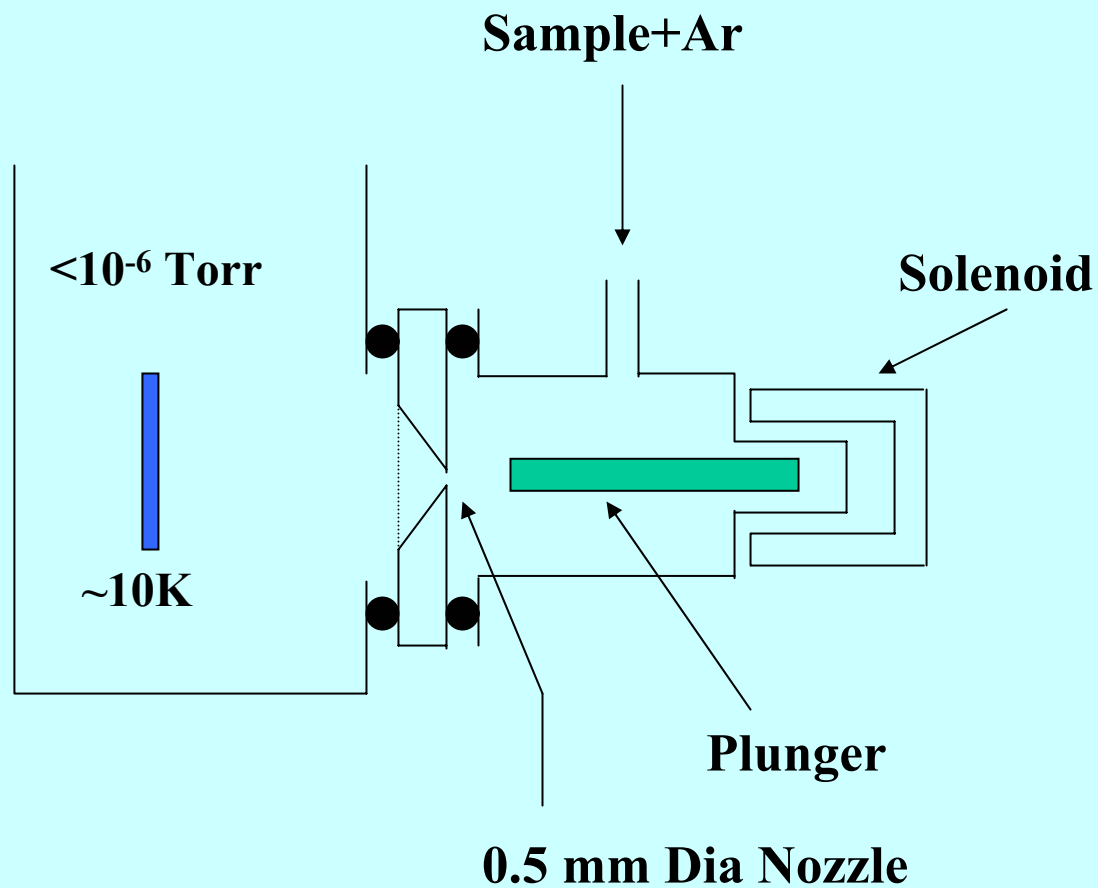 Sample+Ar
<10⁻⁶ Torr
Solenoid
~10K
Plunger
0.5 mm Dia Nozzle